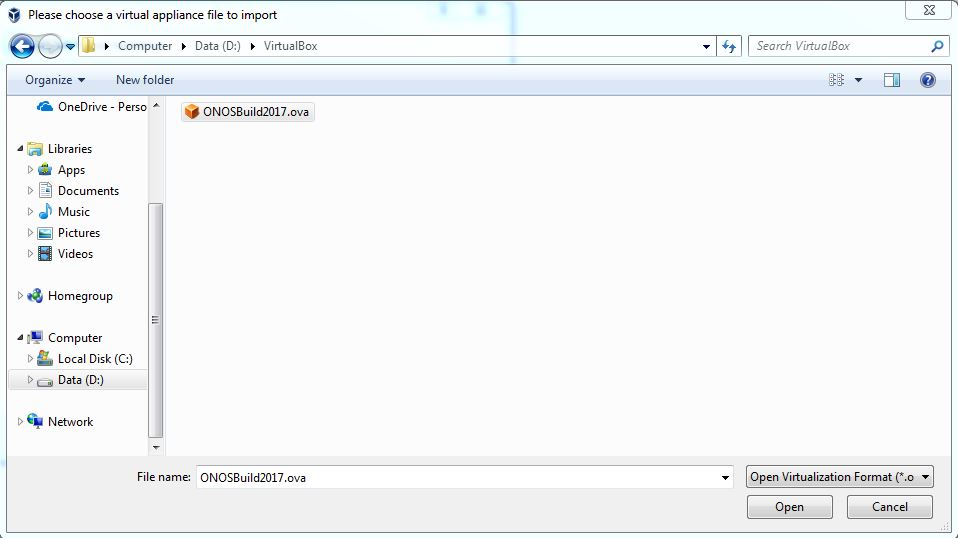 Please choose a virtual appliance file to import
Computer Data (D:) VirtualBox
Search VirtualBox
Organize New folder
OneDrive - Perso
Libraries
Apps
Documents
Music
Pictures
Videos
Homegroup
Computer
Local Disk (C:)
Data (D:)
Network
ONOSBuild2017.ova
File name: ONOSBuild2017.ova
Open Virtualization Format (*.o
Open Cancel